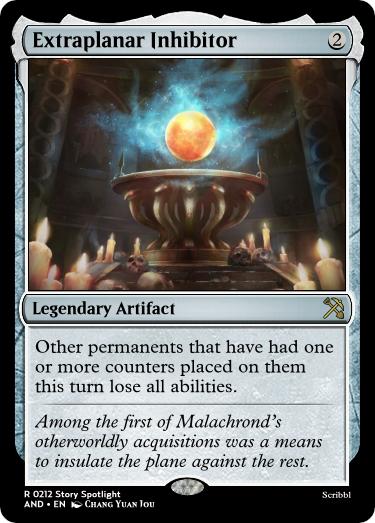 Extraplanar Inhibitor 2
Legendary Artifact
Other permanents that have had one
or more counters placed on them
this turn lose all abilities.
Among the first of Malachrond's
otherworldly acquisitions was a means
to insulate the plane against the rest.
R 0212 Story Spotlight
AND • EN Chang Yuan Jou
Scribbl